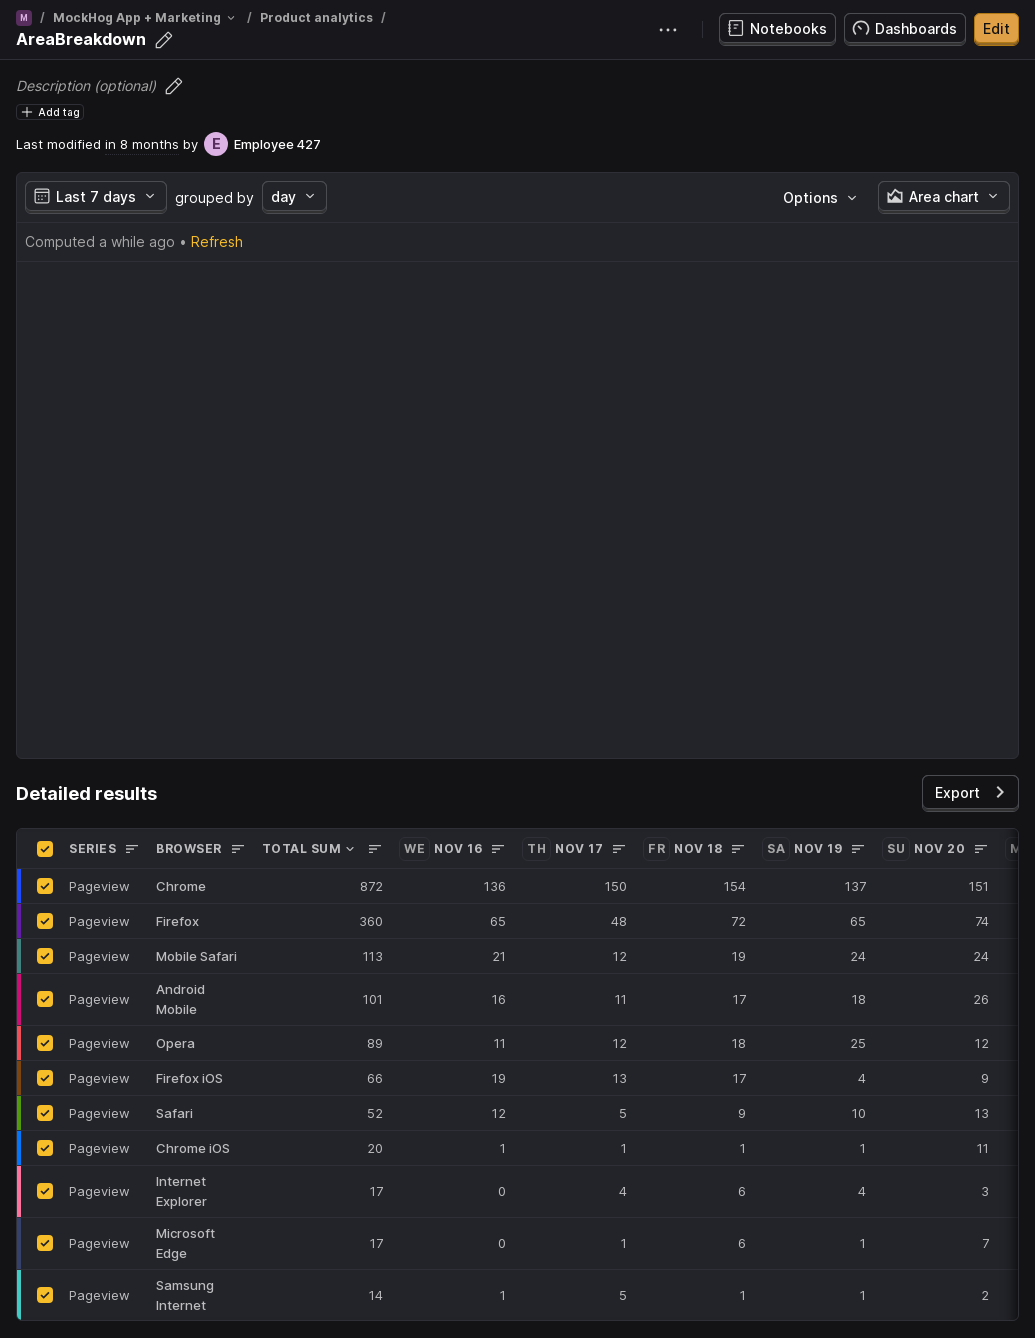 M / MockHog App + Marketing / Product analytics /
AreaBreakdown
Notebooks Dashboards Edit
Description (optional)
Add tag
Last modified in 8 months by E Employee 427
Last 7 days grouped by day Options Area chart
Computed a while ago • Refresh
Detailed results Export
SERIES BROWSER TOTAL SUM WE NOV 16 TH NOV 17 FR NOV 18 SA NOV 19 SU NOV 20
Pageview Chrome 872 136 150 154 137 151
Pageview Firefox 360 65 48 72 65 74
Pageview Mobile Safari 113 21 12 19 24 24
Pageview Android Mobile 101 16 11 17 18 26
Pageview Opera 89 11 12 18 25 12
Pageview Firefox iOS 66 19 13 17 4 9
Pageview Safari 52 12 5 9 10 13
Pageview Chrome iOS 20 1 1 1 1 11
Pageview Internet Explorer 17 0 4 6 4 3
Pageview Microsoft Edge 17 0 1 6 1 7
Pageview Samsung Internet 14 1 5 1 1 2